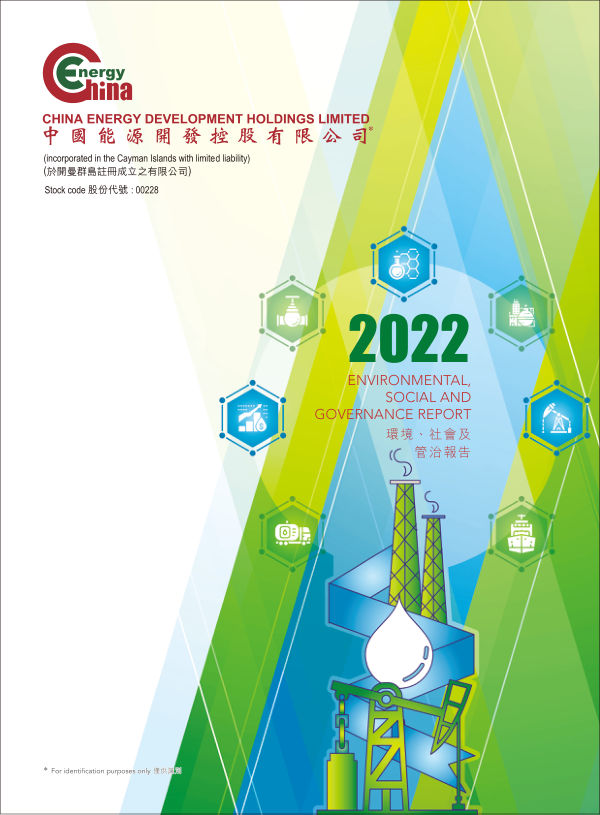 Energy
China
CHINA ENERGY DEVELOPMENT HOLDINGS LIMITED
中國能源開發控股有限公司*
(incorporated in the Cayman Islands with limited liability)
(於開曼群島註冊成立之有限公司)
Stock code 股份代號 : 00228
2022
ENVIRONMENTAL,
SOCIAL AND
GOVERNANCE REPORT
環境、社會及
管治報告
* For identification purposes only 僅供識別